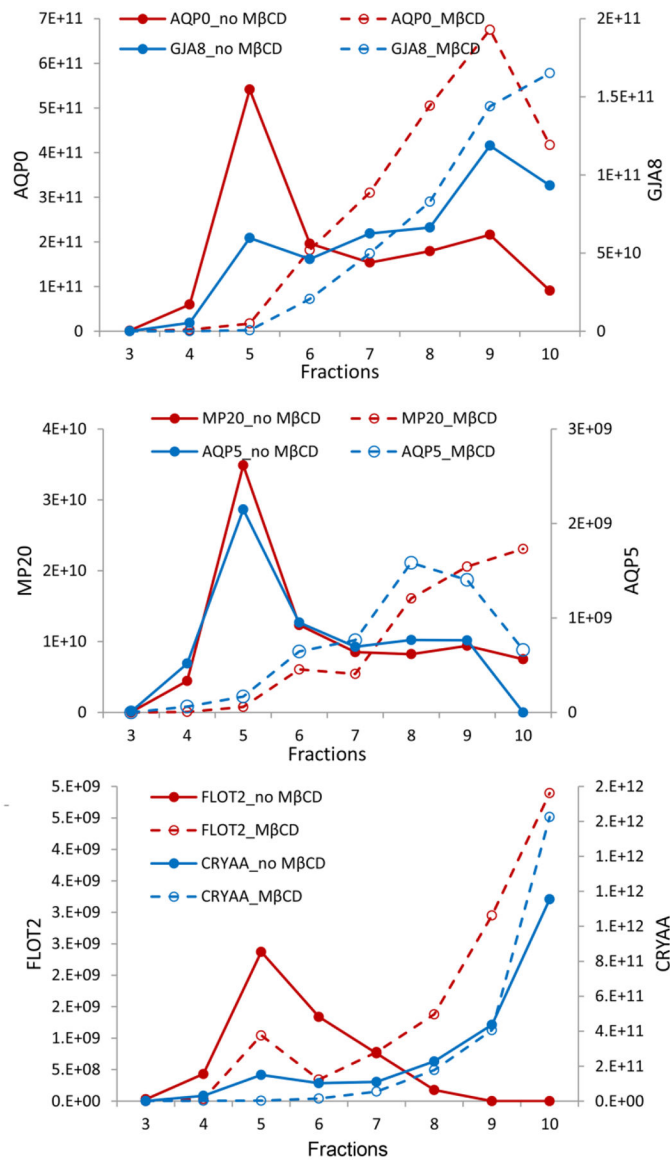 7E+11 AQP0_no MβCD AQP0_MβCD 2E+11
6E+11 GJA8_no MβCD GJA8_MβCD
5E+11 1.5E+11
4E+11
AQP0 1E+11 GJA8
3E+11
2E+11 5E+10
1E+11
0 0
3 4 5 6 7 8 9 10
Fractions
MP20_no MβCD MP20_MβCD
4E+10 AQP5_no MβCD AQP5_MβCD 3E+09
3E+10
2E+09
MP20 2E+10 AQP5
1E+09
1E+10
0 0
3 4 5 6 7 8 9 10
Fractions
5.E+09 2.E+12
5.E+09 FLOT2_no MβCD 2.E+12
4.E+09 FLOT2_MβCD 1.E+12
4.E+09 CRYAA_no MβCD 1.E+12
3.E+09 CRYAA_MβCD 1.E+12
FLOT2 3.E+09 CRYAA
2.E+09 8.E+11
2.E+09 6.E+11
1.E+09 4.E+11
5.E+08 2.E+11
0.E+00 0.E+00
3 4 5 6 7 8 9 10
Fractions